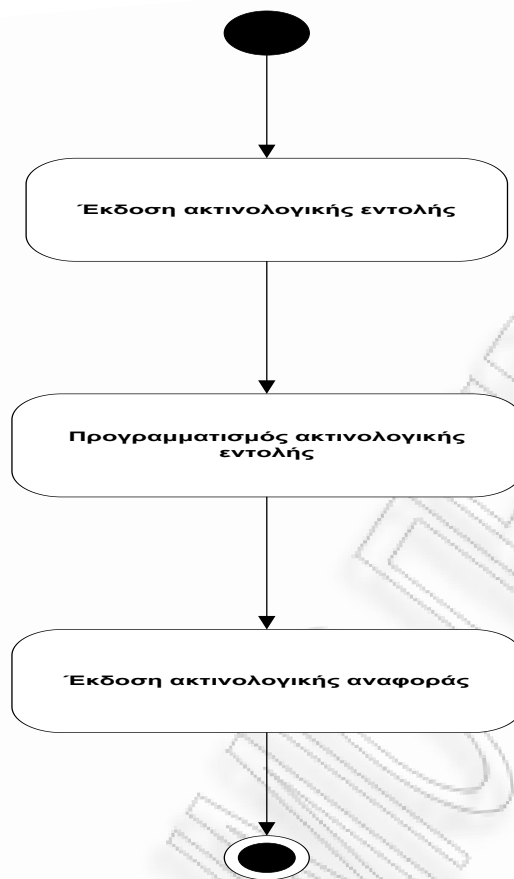 Έκδοση ακτινολογικής εντολής
Προγραμματισμός ακτινολογικής
εντολής
Έκδοση ακτινολογικής αναφοράς